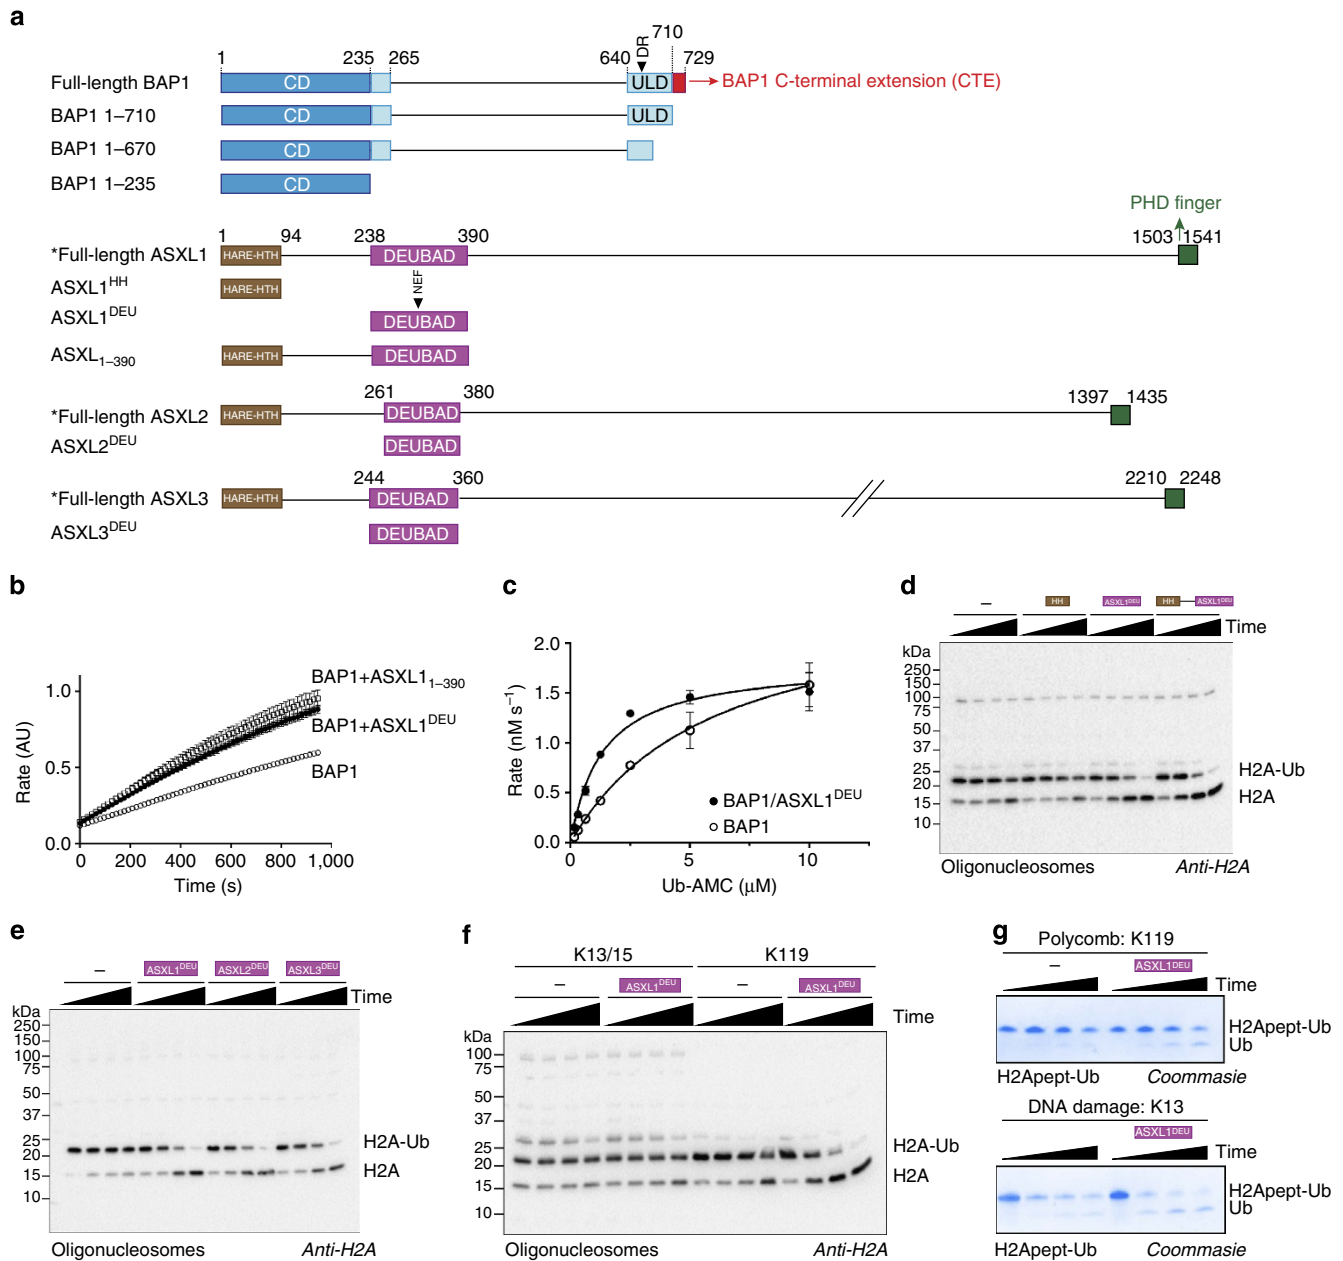 a
1 235 265 640 DR 710 729
Full-length BAP1 CD ULD BAP1 C-terminal extension (CTE)
BAP1 1–710 CD ULD
BAP1 1–670 CD
BAP1 1–235 CD
PHD finger
1 94 238 390 1503 1541
*Full-length ASXL1 HARE-HTH DEUBAD
ASXL1HH HARE-HTH NEF
ASXL1DEU DEUBAD
ASXL1–390 HARE-HTH DEUBAD
261 380 1397 1435
*Full-length ASXL2 HARE-HTH DEUBAD
ASXL2DEU DEUBAD
244 360 2210 2248
*Full-length ASXL3 HARE-HTH DEUBAD
ASXL3DEU DEUBAD
b
Rate (AU)
1.0
0.5
0.0
0 200 400 600 800 1,000
Time (s)
BAP1+ASXL11–390
BAP1+ASXL1DEU
BAP1
c
Rate (nM s−1)
2.0
1.5
1.0
0.5
0.0
0 5 10
Ub-AMC (μM)
BAP1/ASXL1DEU
BAP1
d
– HH ASXL1DEU HH ASXL1DEU
Time
kDa
250
150
100
75
50
37
25
20
15
10
H2A-Ub
H2A
Oligonucleosomes Anti-H2A
e
– ASXL1DEU ASXL2DEU ASXL3DEU
Time
kDa
250
150
100
75
50
37
25
20
15
10
H2A-Ub
H2A
Oligonucleosomes Anti-H2A
f
K13/15 K119
– ASXL1DEU – ASXL1DEU
Time
kDa
100
75
50
37
25
20
15
10
H2A-Ub
H2A
Oligonucleosomes Anti-H2A
g
Polycomb: K119
– ASXL1DEU
Time
H2Apept-Ub
Ub
H2Apept-Ub Coommasie
DNA damage: K13
ASXL1DEU
Time
H2Apept-Ub
Ub
H2Apept-Ub Coommasie